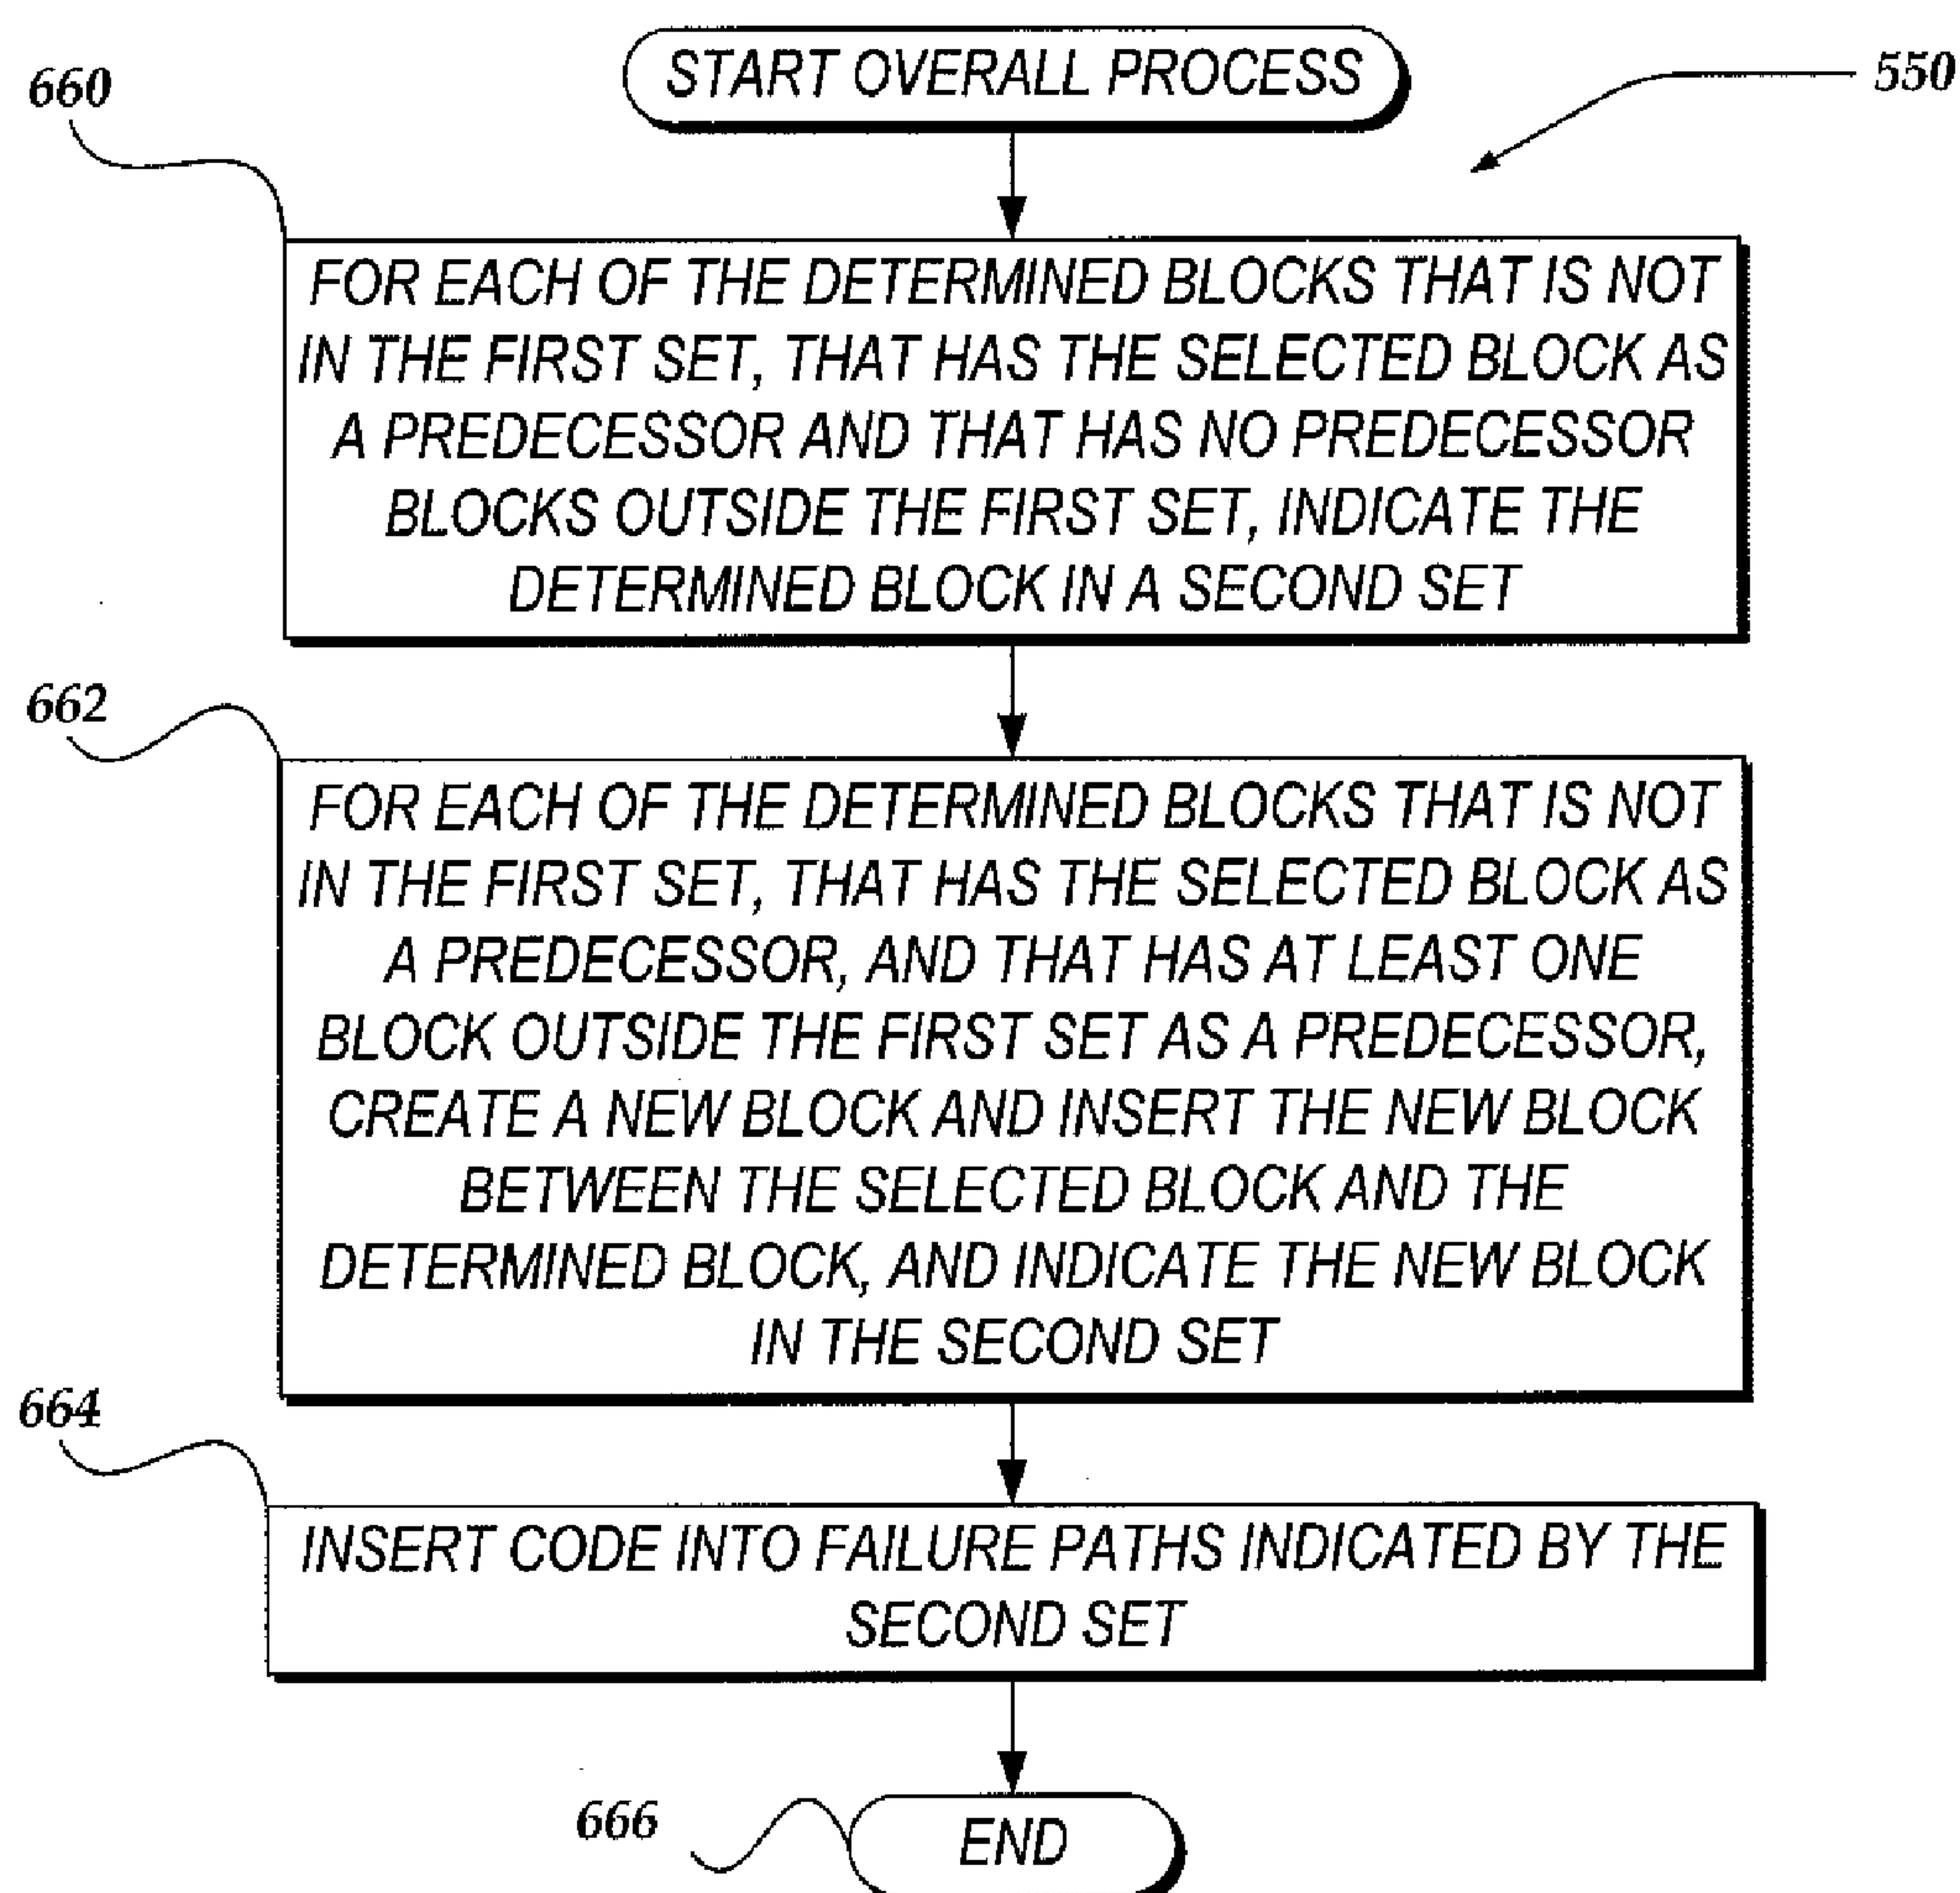 START OVERALL PROCESS
660
550
FOR EACH OF THE DETERMINED BLOCKS THAT IS NOT
IN THE FIRST SET, THAT HAS THE SELECTED BLOCK AS
A PREDECESSOR AND THAT HAS NO PREDECESSOR
BLOCKS OUTSIDE THE FIRST SET, INDICATE THE
DETERMINED BLOCK IN A SECOND SET
662
FOR EACH OF THE DETERMINED BLOCKS THAT IS NOT
IN THE FIRST SET, THAT HAS THE SELECTED BLOCK AS
A PREDECESSOR, AND THAT HAS AT LEAST ONE
BLOCK OUTSIDE THE FIRST SET AS A PREDECESSOR,
CREATE A NEW BLOCK AND INSERT THE NEW BLOCK
BETWEEN THE SELECTED BLOCK AND THE
DETERMINED BLOCK, AND INDICATE THE NEW BLOCK
IN THE SECOND SET
664
INSERT CODE INTO FAILURE PATHS INDICATED BY THE
SECOND SET
666
END